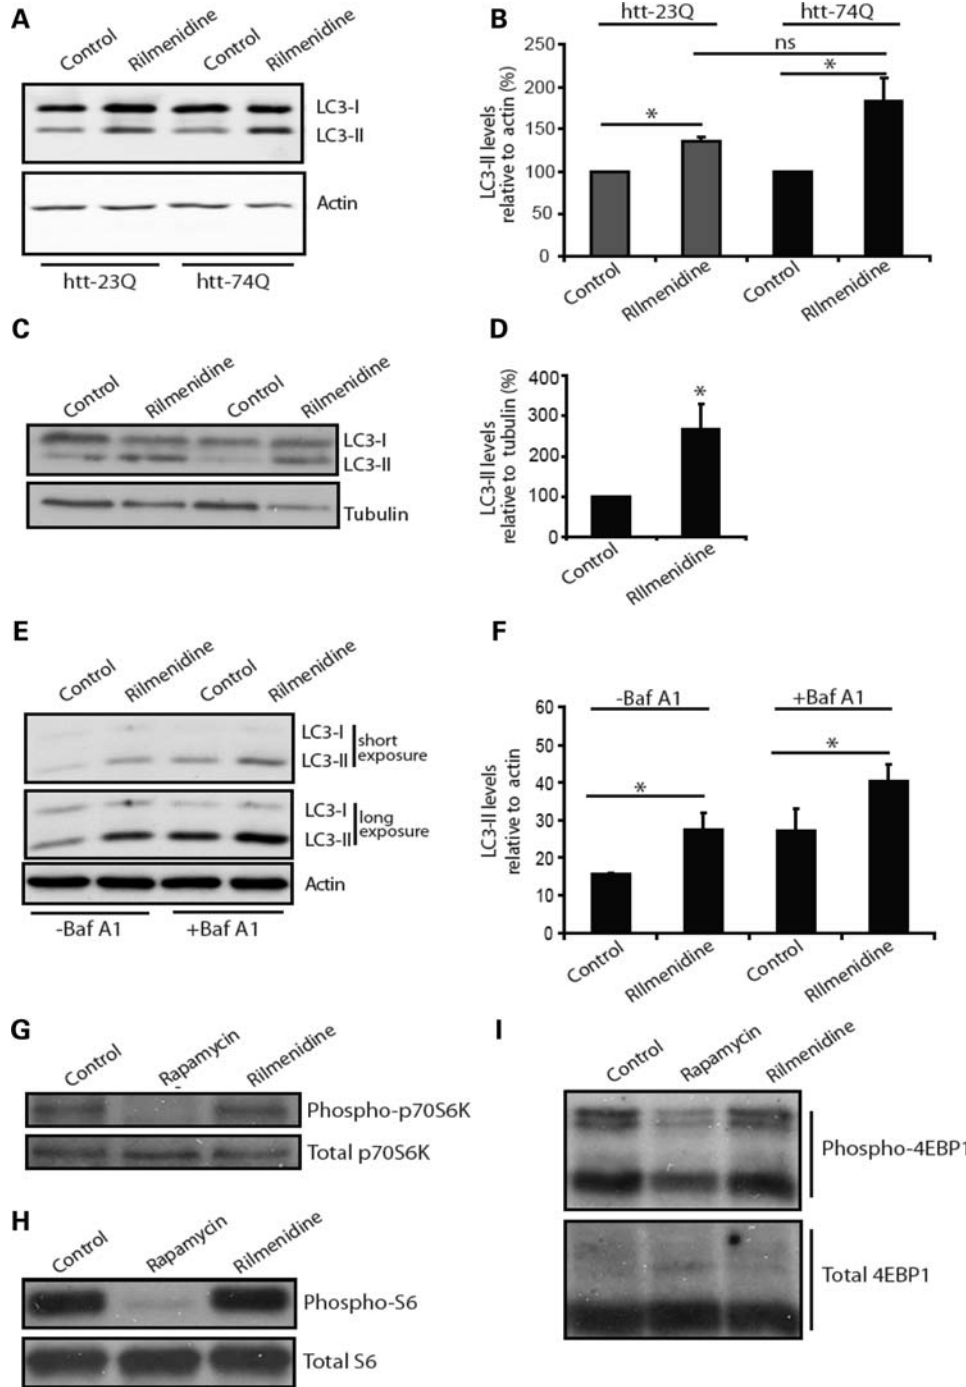 A
Control
Rilmenidine
Control
Rilmenidine
LC3-I
LC3-II
Actin
htt-23Q
htt-74Q
B
htt-23Q
htt-74Q
ns
*
*
LC3-II levels
relative to actin (%)
250
200
150
100
50
0
Control
RIlmenidine
Control
RIlmenidine
C
Control
Rilmenidine
Control
Rilmenidine
LC3-I
LC3-II
Tubulin
D
*
LC3-II levels
relative to tubulin (%)
400
300
200
100
0
Control
RIlmenidine
E
Control
Rilmenidine
Control
Rilmenidine
LC3-I
LC3-II
short
exposure
LC3-I
LC3-II
long
exposure
Actin
-Baf A1
+Baf A1
F
-Baf A1
+Baf A1
*
*
LC3-II levels
relative to actin
60
50
40
30
20
10
0
Control
RIlmenidine
Control
RIlmenidine
G
Control
Rapamycin
Rilmenidine
Phospho-p70S6K
Total p70S6K
H
Control
Rapamycin
Rilmenidine
Phospho-S6
Total S6
I
Control
Rapamycin
Rilmenidine
Phospho-4EBP1
Total 4EBP1